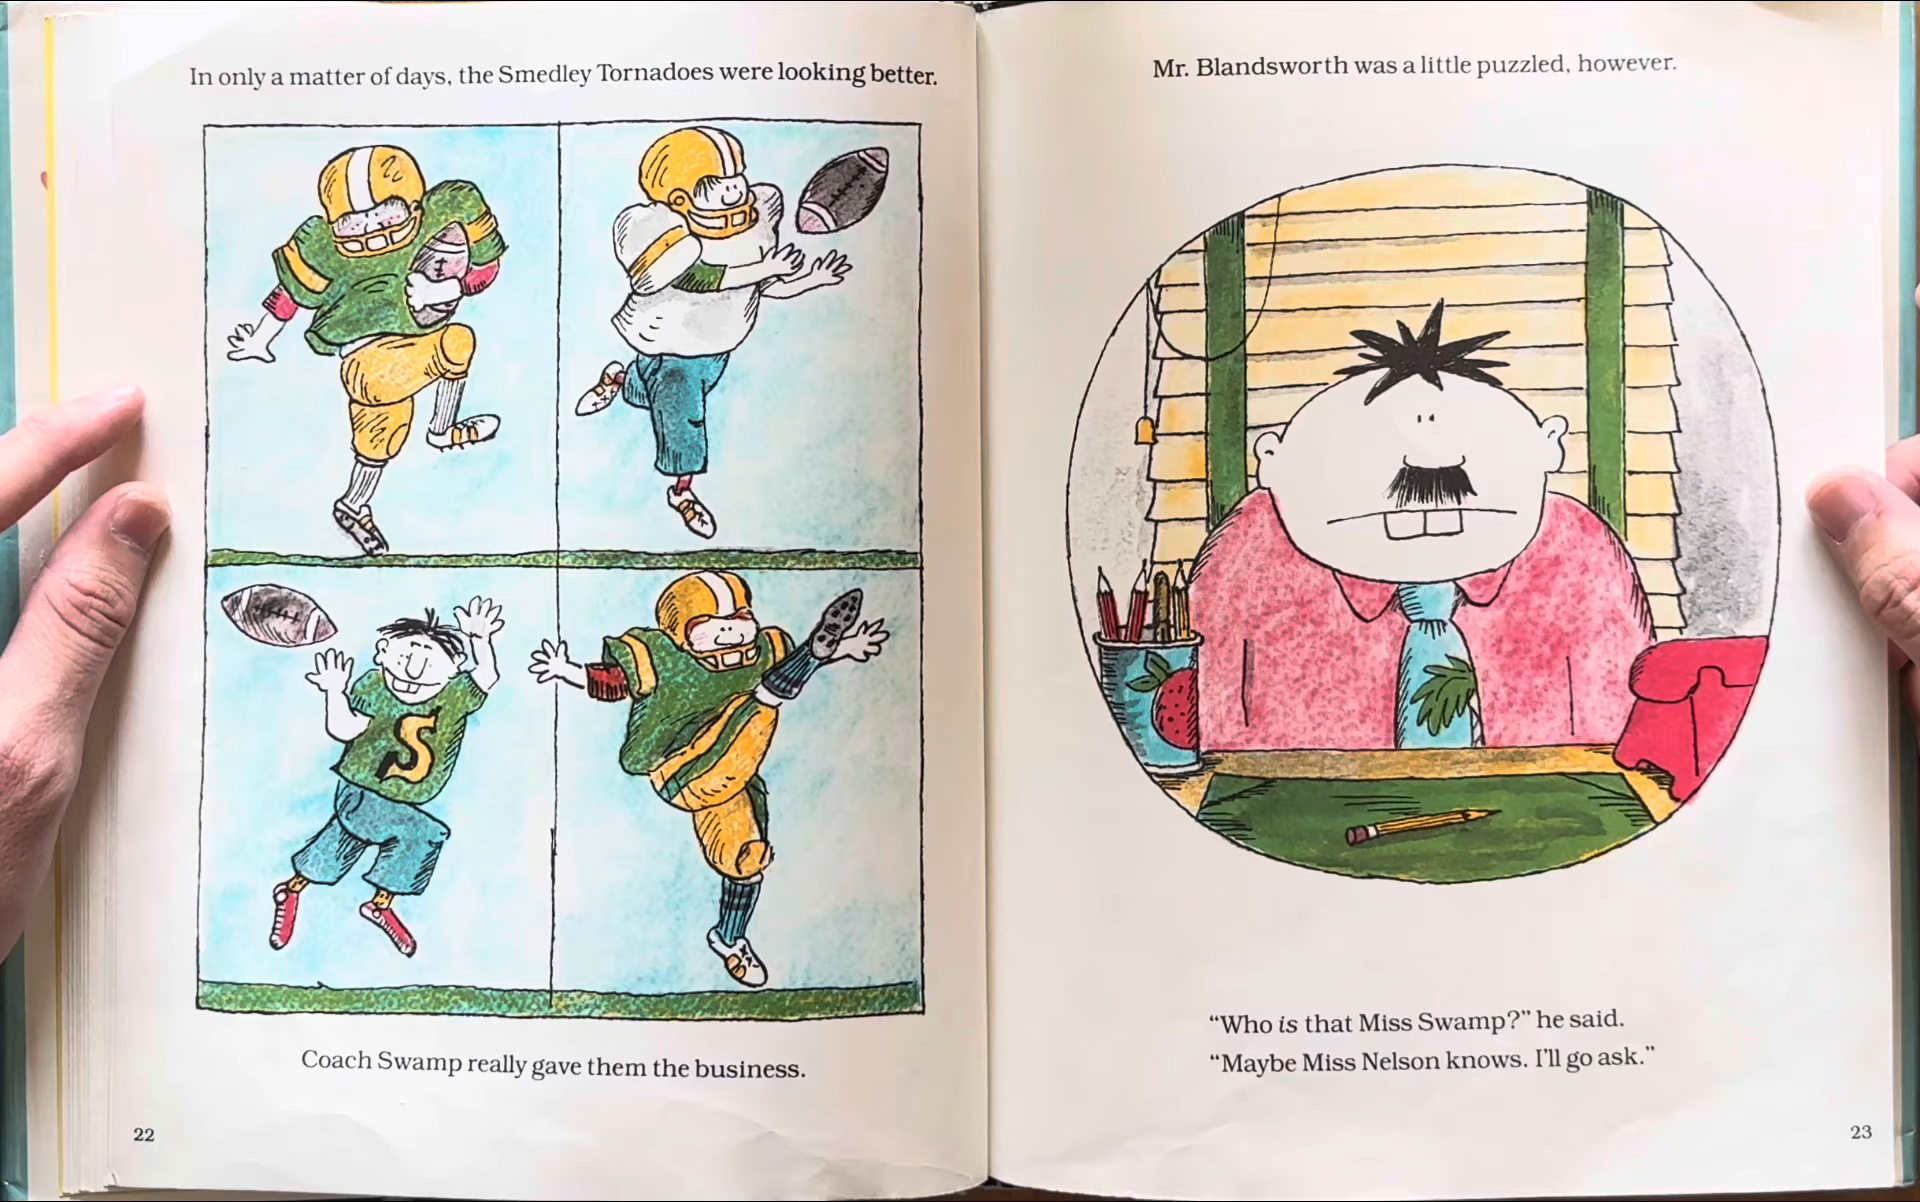 In only a matter of days, the Smedley Tornadoes were looking better.
S
Coach Swamp really gave them the business.
22
Mr. Blandsworth was a little puzzled, however.
“Who is that Miss Swamp?” he said.
“Maybe Miss Nelson knows. I’ll go ask.”
23